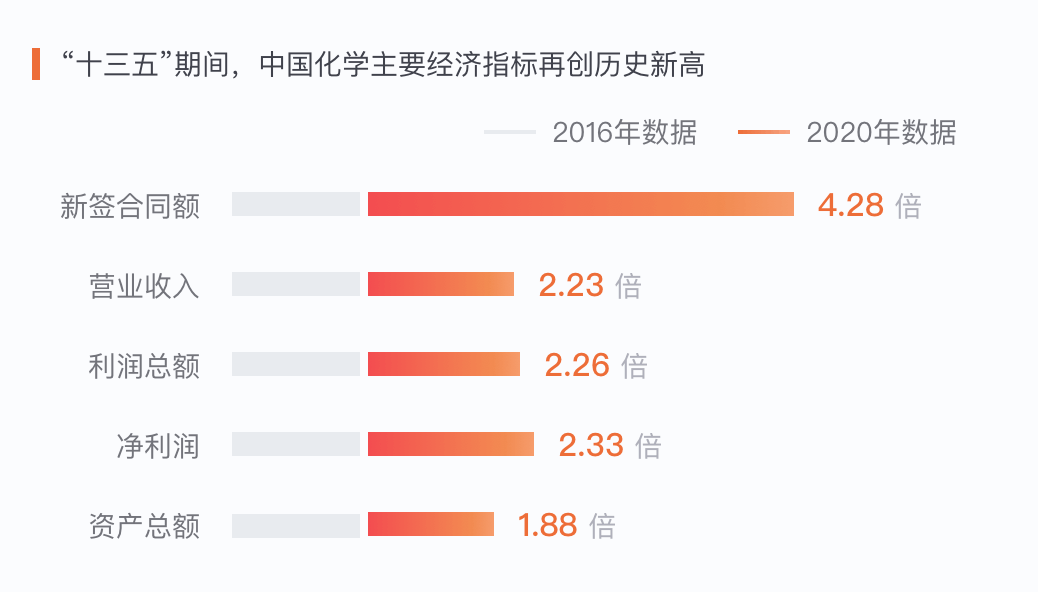 “十三五”期间，中国化学主要经济指标再创历史新高
2016年数据 2020年数据
新签合同额 4.28 倍
营业收入 2.23 倍
利润总额 2.26 倍
净利润 2.33 倍
资产总额 1.88 倍